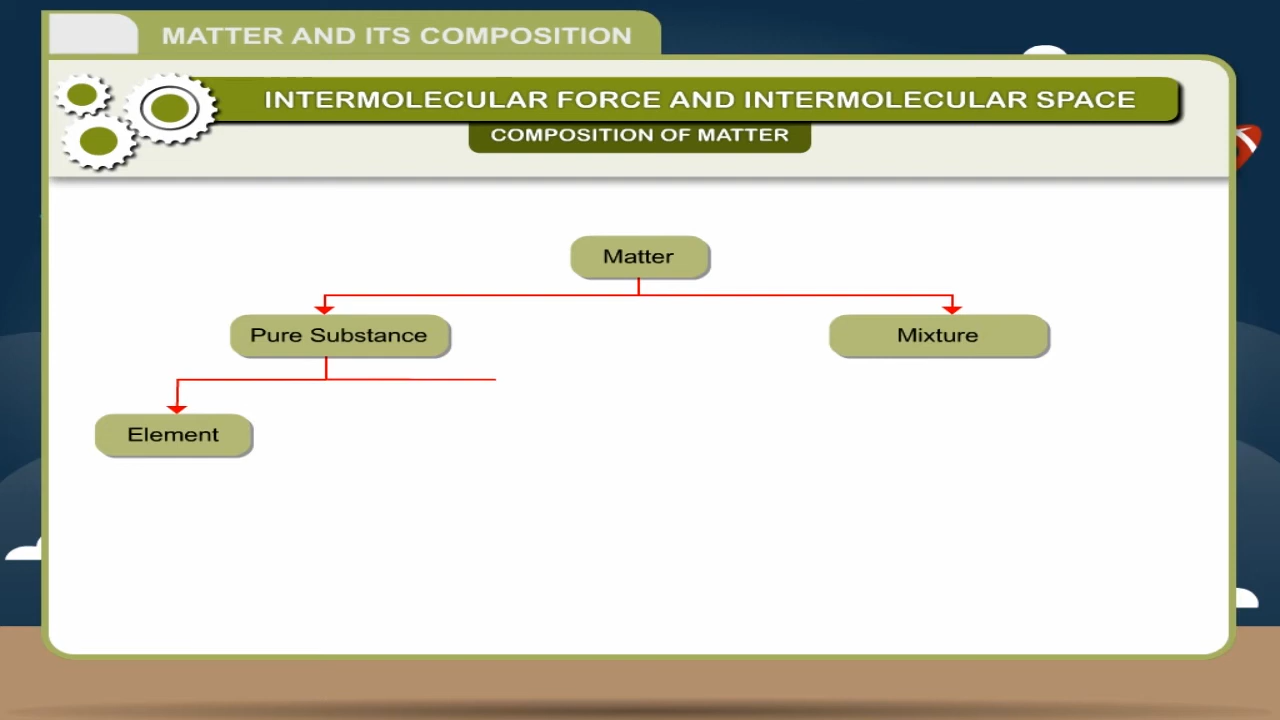 MATTER AND ITS COMPOSITION
INTERMOLECULAR FORCE AND INTERMOLECULAR SPACE
COMPOSITION OF MATTER
Matter
Pure Substance
Mixture
Element